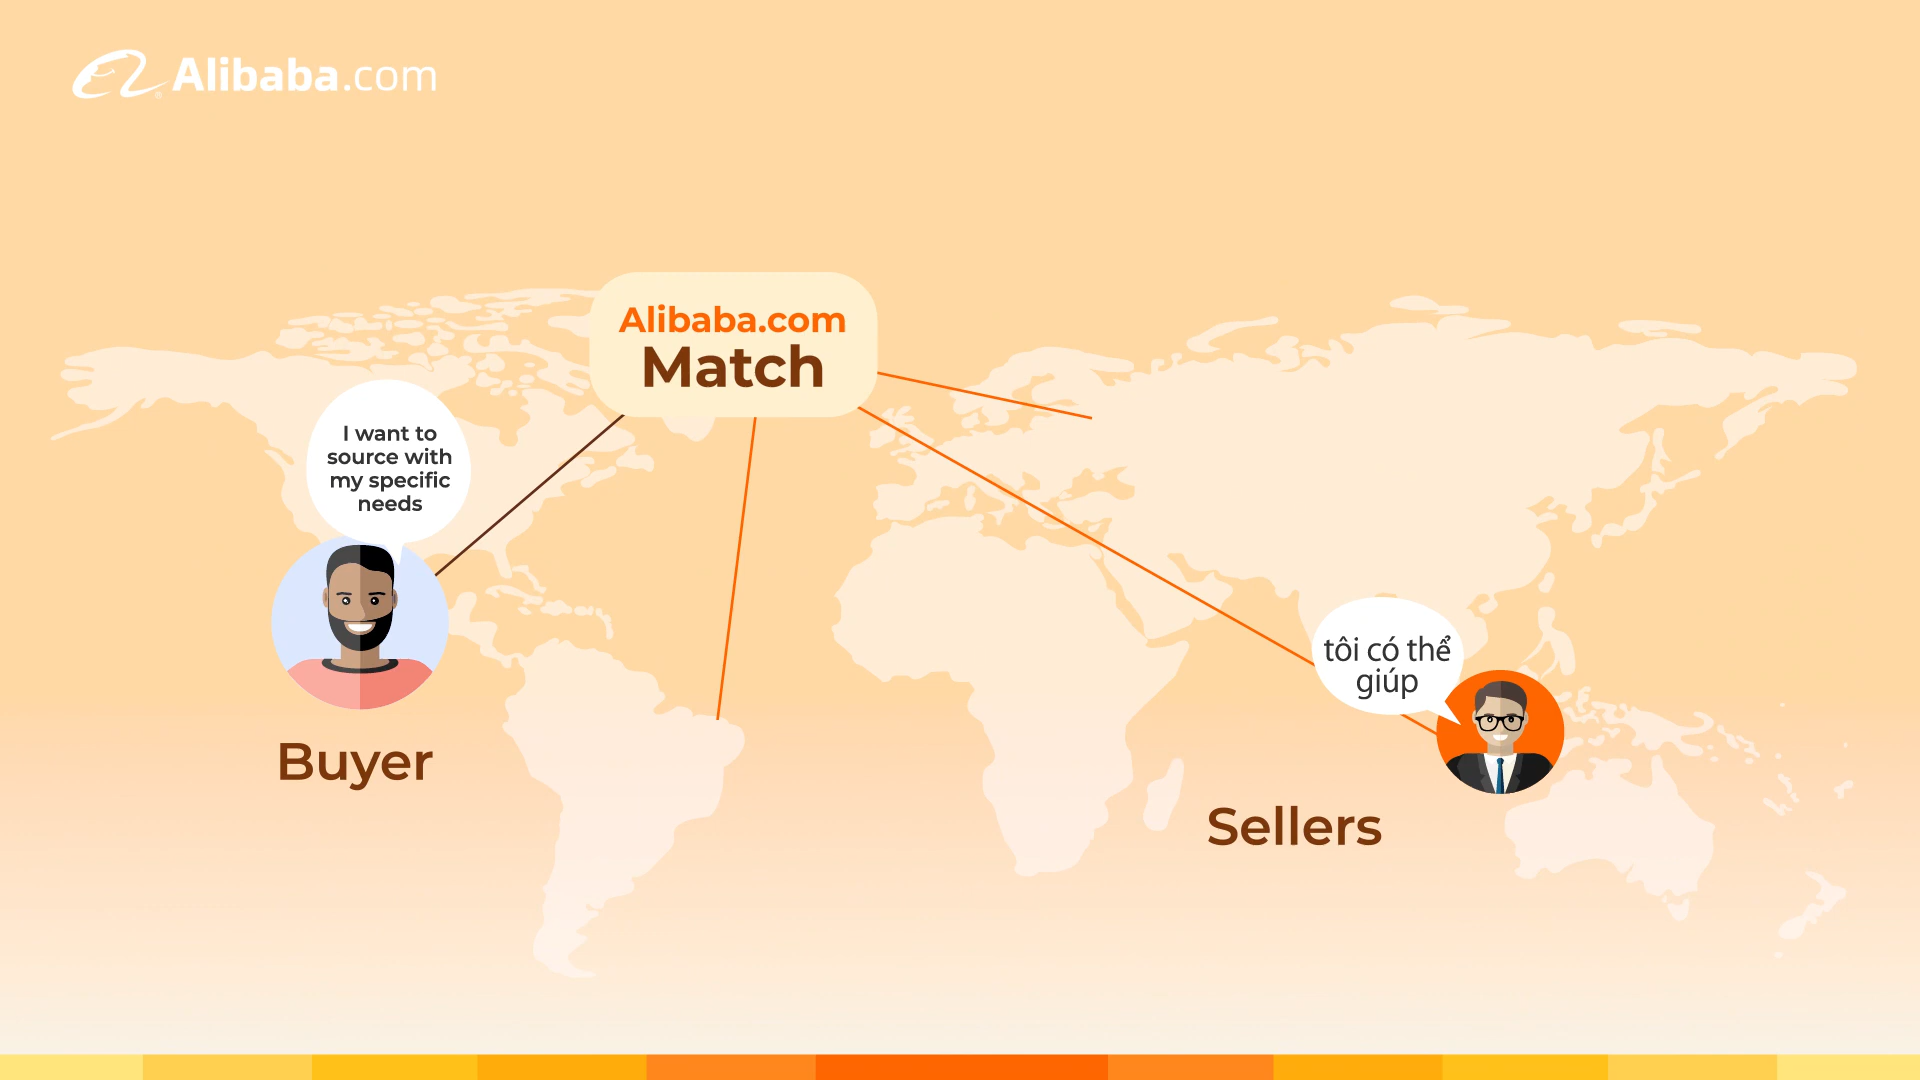 Alibaba.com
Alibaba.com
Match
I want to
source with
my specific
needs
Buyer
tôi có thể
giúp
Sellers